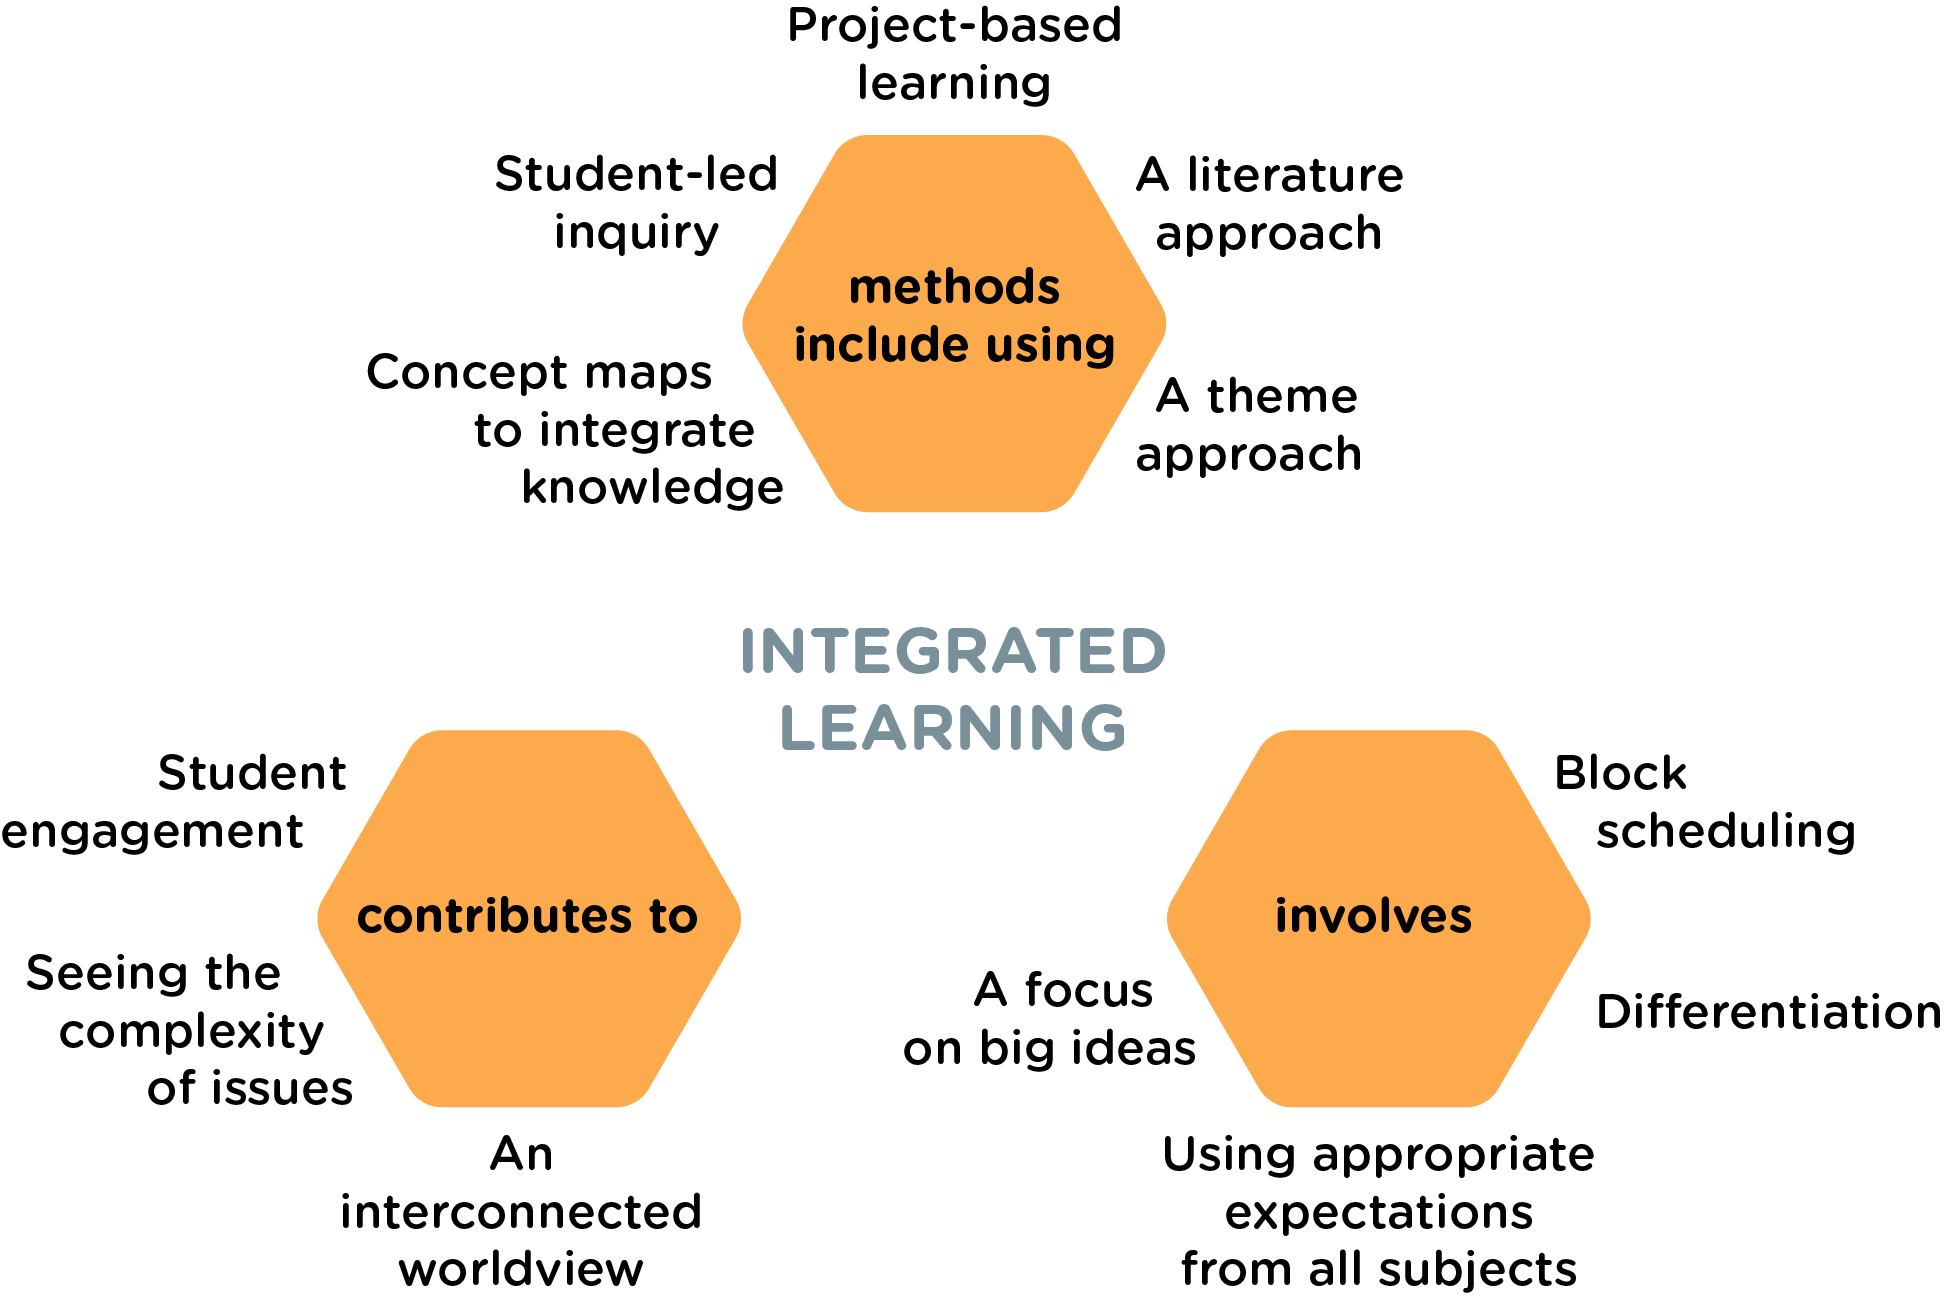 Project-based
learning
Student-led
inquiry
A literature
approach
methods
include using
Concept maps
to integrate
knowledge
A theme
approach
INTEGRATED
LEARNING
Student
engagement
contributes to
Seeing the
complexity
of issues
An
interconnected
worldview
Block
scheduling
involves
A focus
on big ideas
Differentiation
Using appropriate
expectations
from all subjects